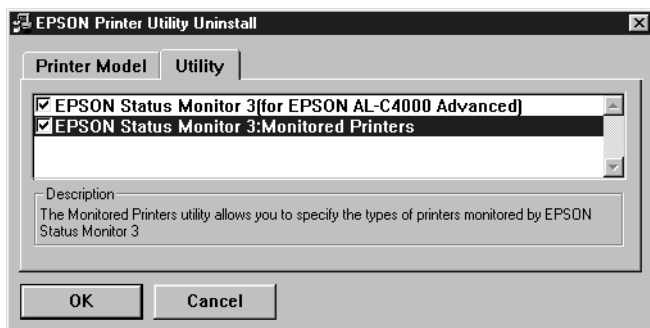 EPSON Printer Utility Uninstall
Printer Model
Utility
EPSON Status Monitor 3(for EPSON AL-C4000 Advanced)
EPSON Status Monitor 3:Monitored Printers
Description
The Monitored Printers utility allows you to specify the types of printers monitored by EPSON
Status Monitor 3
OK
Cancel